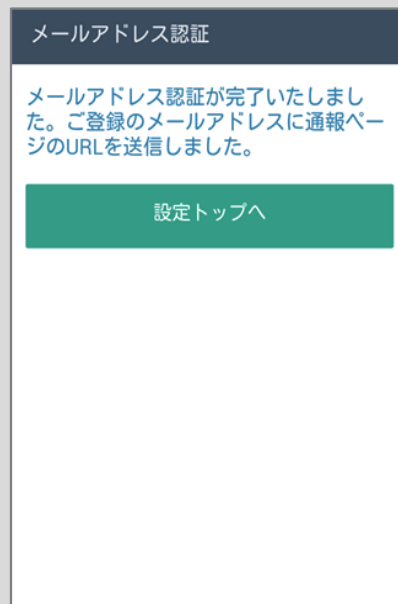 メールアドレス認証
メールアドレス認証が完了いたしまし
た。ご登録のメールアドレスに通報ペー
ジのURLを送信しました。
設定トップへ